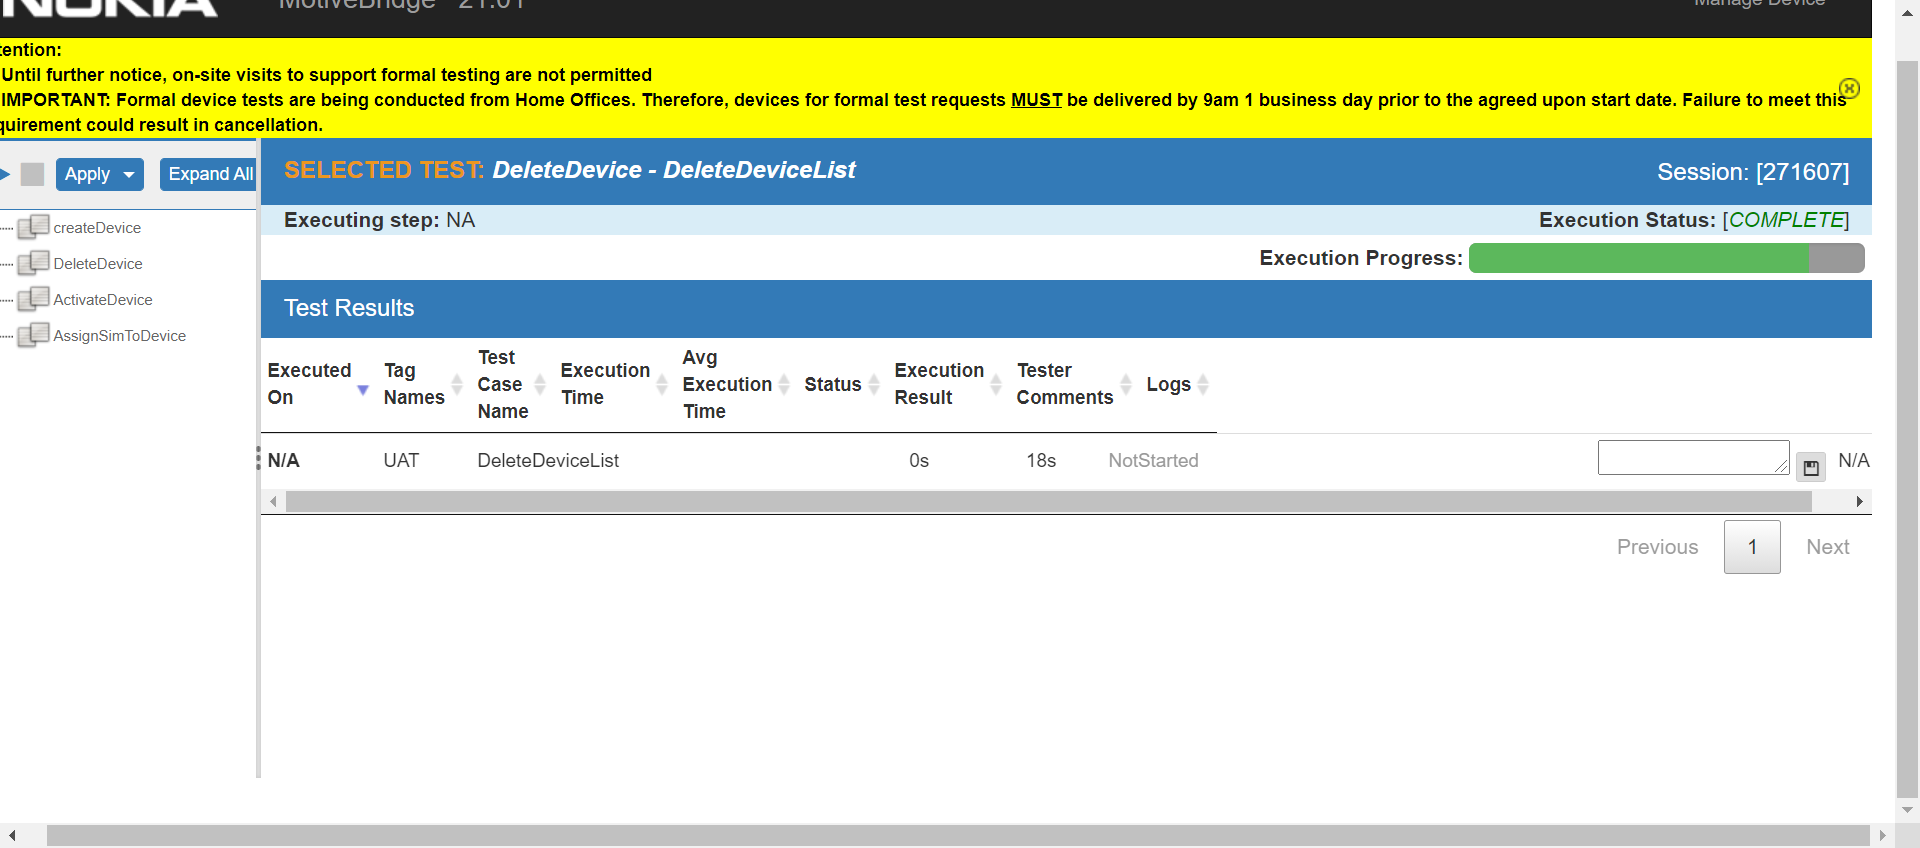 NOKIA
MotiveBridge 21.01
Manage Device
tention:
Until further notice, on-site visits to support formal testing are not permitted
IMPORTANT: Formal device tests are being conducted from Home Offices. Therefore, devices for formal test requests MUST be delivered by 9am 1 business day prior to the agreed upon start date. Failure to meet this
quirement could result in cancellation.
Apply
Expand All
createDevice
DeleteDevice
ActivateDevice
AssignSimToDevice
SELECTED TEST: DeleteDevice - DeleteDeviceList
Session: [271607]
Executing step: NA
Execution Status: [COMPLETE]
Execution Progress:
Test Results
Executed On
Tag Names
Test Case Name
Execution Time
Avg Execution Time
Status
Execution Result
Tester Comments
Logs
N/A UAT DeleteDeviceList 0s 18s NotStarted N/A
Previous 1 Next